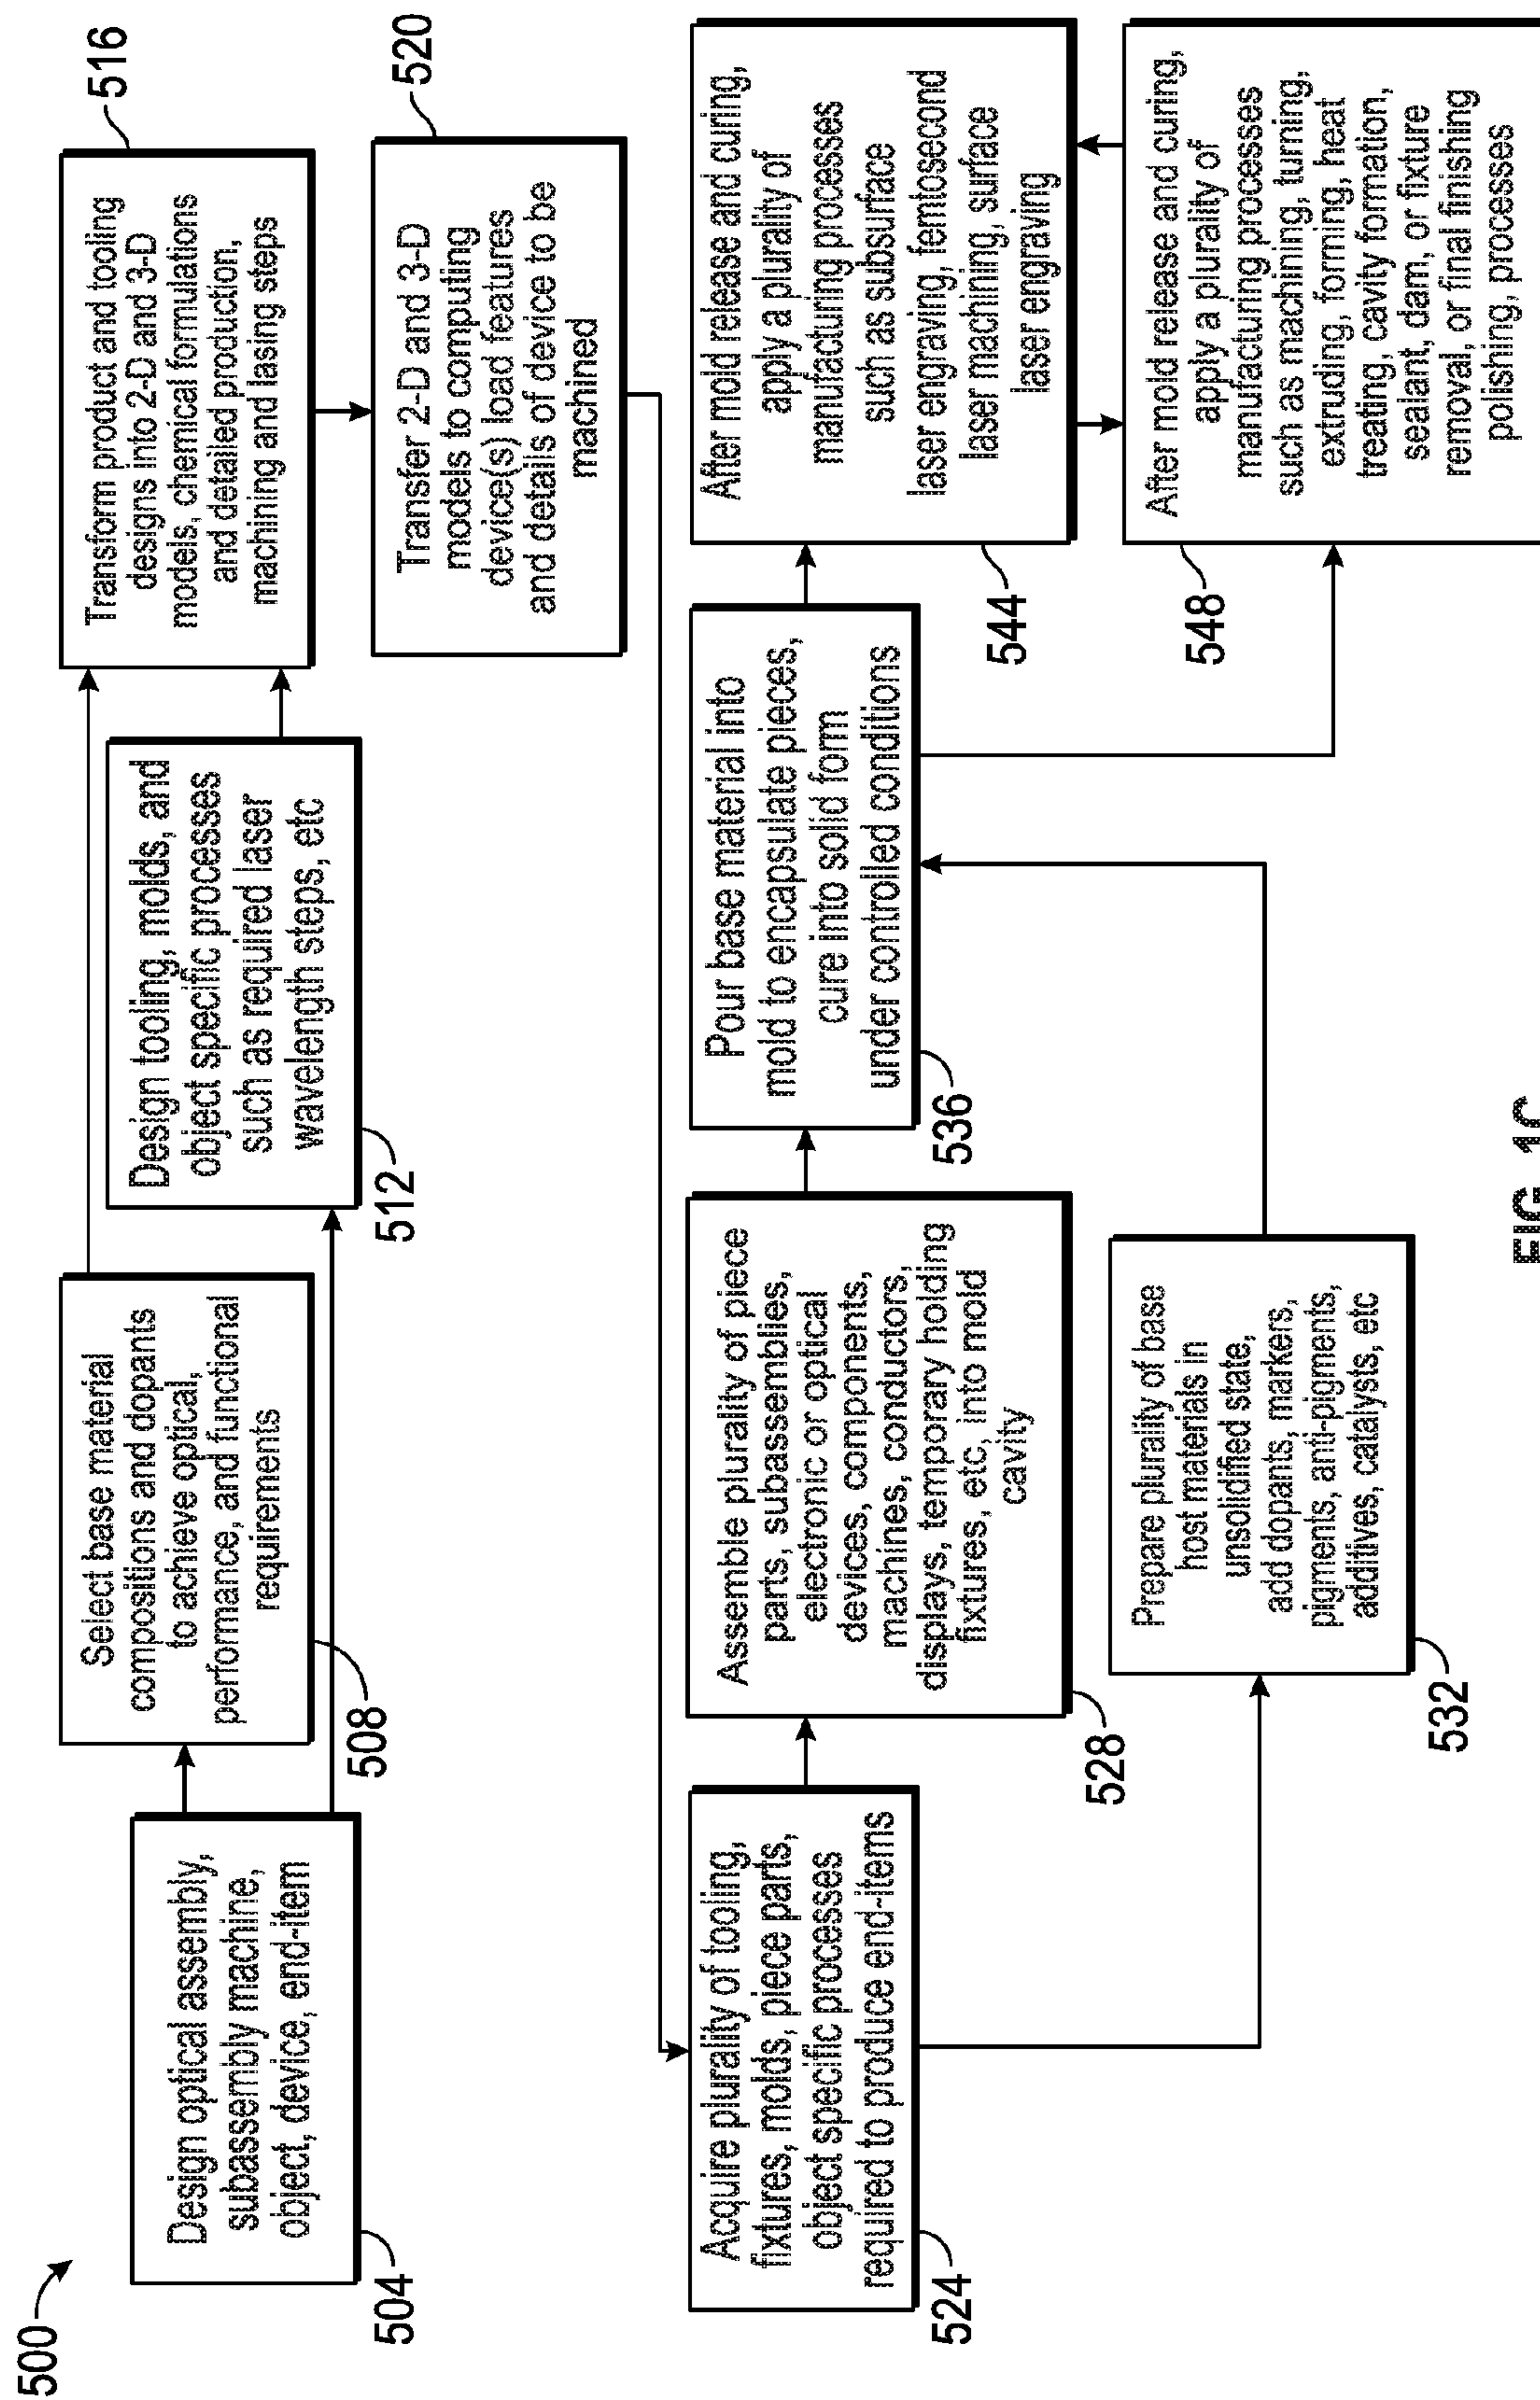 500
Design optical assembly,
subassembly machine,
object, device, end-item
504
Select base material
compositions and dopants
to achieve optical,
performance, and functional
requirements
508
Design tooling, molds, and
object specific processes
such as required laser
wavelength steps, etc
512
Transform product and tooling
designs into 2-D and 3-D
models, chemical formulations
and detailed production,
machining and lasing steps
516
Transfer 2-D and 3-D
models to computing
device(s) load features
and details of device to be
machined
520
Acquire plurality of tooling,
fixtures, molds, piece parts,
object specific processes
required to produce end-items
524
Assemble plurality of piece
parts, subassemblies,
electronic or optical
devices, components,
machines, conductors,
displays, temporary holding
fixtures, etc, into mold
cavity
528
Prepare plurality of base
host materials in
unsolidified state,
add dopants, markers,
pigments, anti-pigments,
additives, catalysts, etc
532
Pour base material into
mold to encapsulate pieces,
cure into solid form
under controlled conditions
536
After mold release and curing,
apply a plurality of
manufacturing processes
such as subsurface
laser engraving, femtosecond
laser machining, surface
laser engraving
544
After mold release and curing,
apply a plurality of
manufacturing processes
such as machining, turning,
extruding, forming, heat
treating, cavity formation,
sealant, dam, or fixture
removal, or final finishing
polishing, processes
548
FIG.